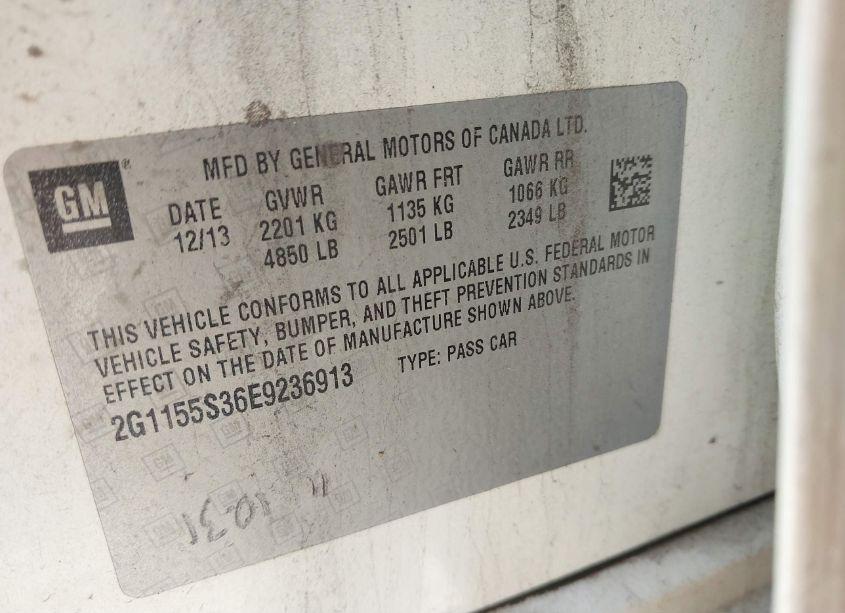 GM®
MFD BY GENERAL MOTORS OF CANADA LTD.
DATE GVWR GAWR FRT GAWR RR
12/13 2201 KG 1135 KG 1066 KG
4850 LB 2501 LB 2349 LB
THIS VEHICLE CONFORMS TO ALL APPLICABLE U.S. FEDERAL MOTOR
VEHICLE SAFETY, BUMPER, AND THEFT PREVENTION STANDARDS IN
EFFECT ON THE DATE OF MANUFACTURE SHOWN ABOVE.
2G1155S36E9236913 TYPE: PASS CAR